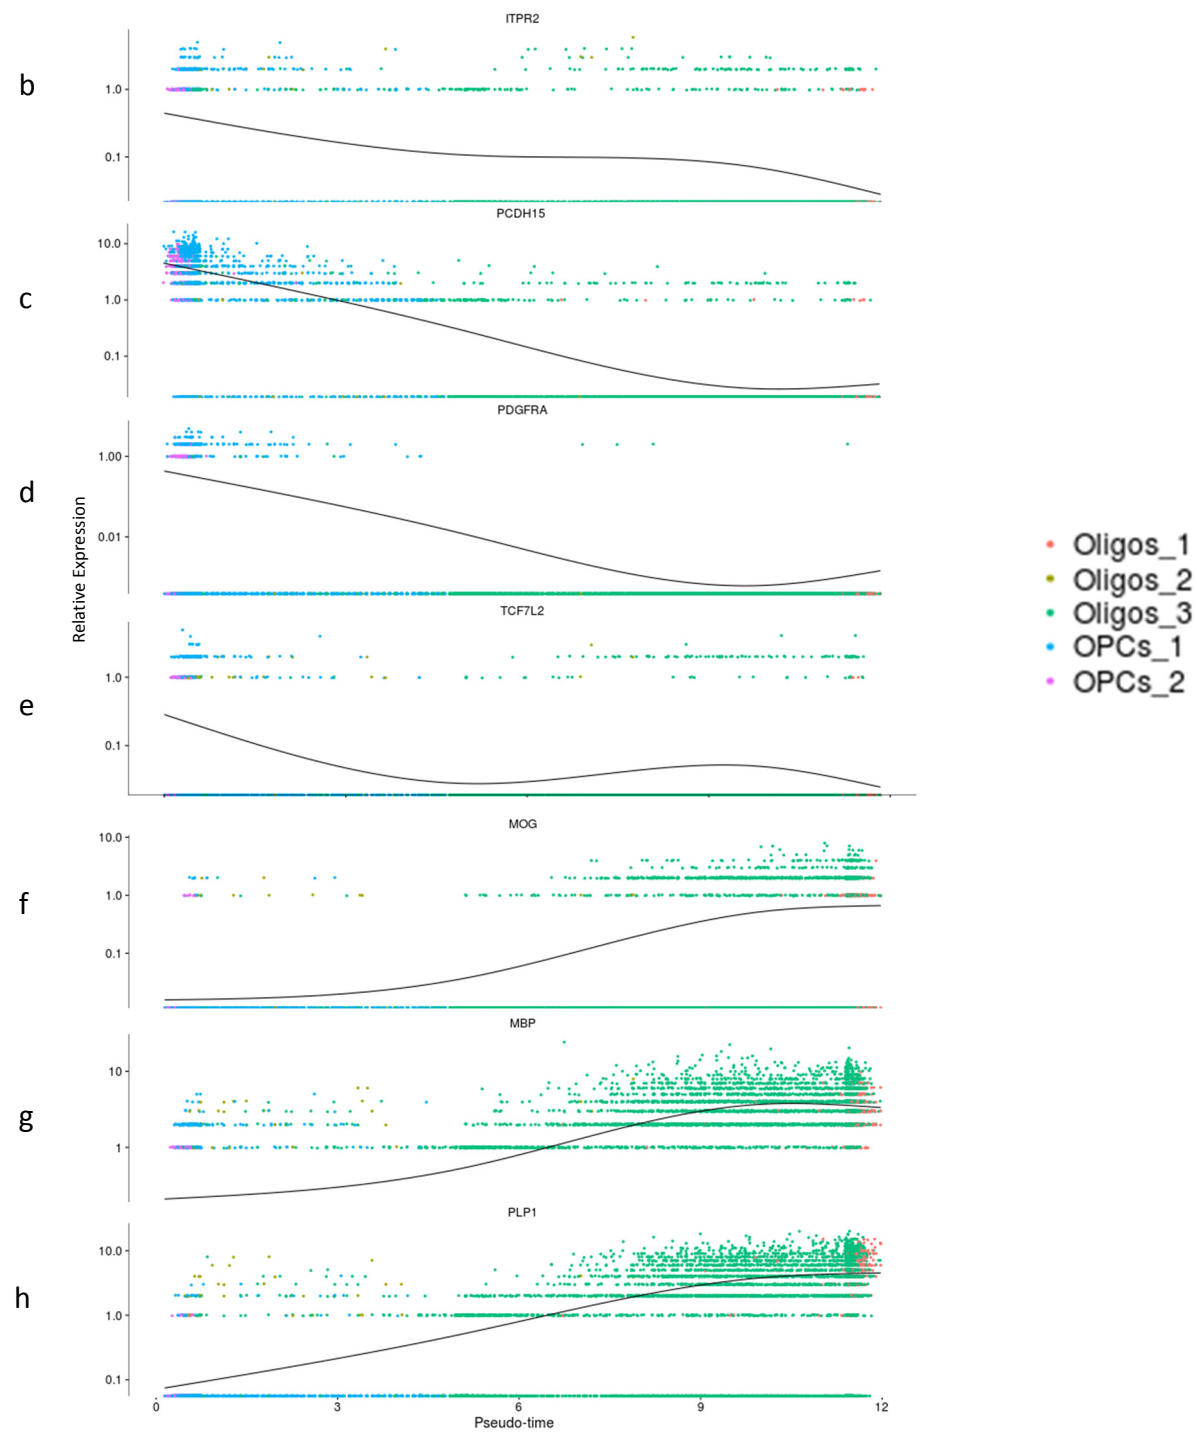 ITPR2
b
1.0
0.1
PCDH15
10.0
c
1.0
0.1
PDGFRA
1.00
d
0.01
Relative Expression
TCF7L2
1.0
e
0.1
Oligos_1
Oligos_2
Oligos_3
OPCs_1
OPCs_2
MOG
10.0
f
1.0
0.1
MBP
10
g
1
PLP1
10.0
h
1.0
0.1
0 3 6 9 12
Pseudo-time